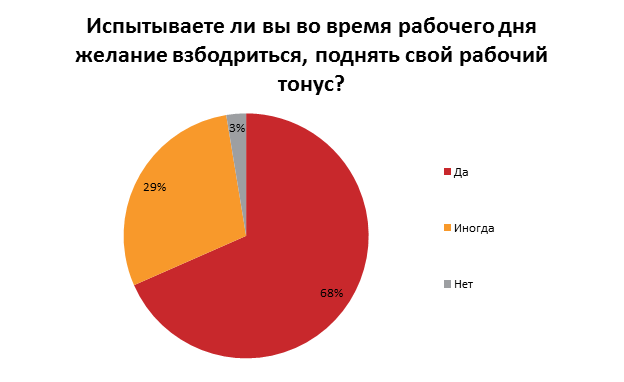 Испытываете ли вы во время рабочего дня
желание взбодриться, поднять свой рабочий
тонус?
3%
29%
68%
Да
Иногда
Нет